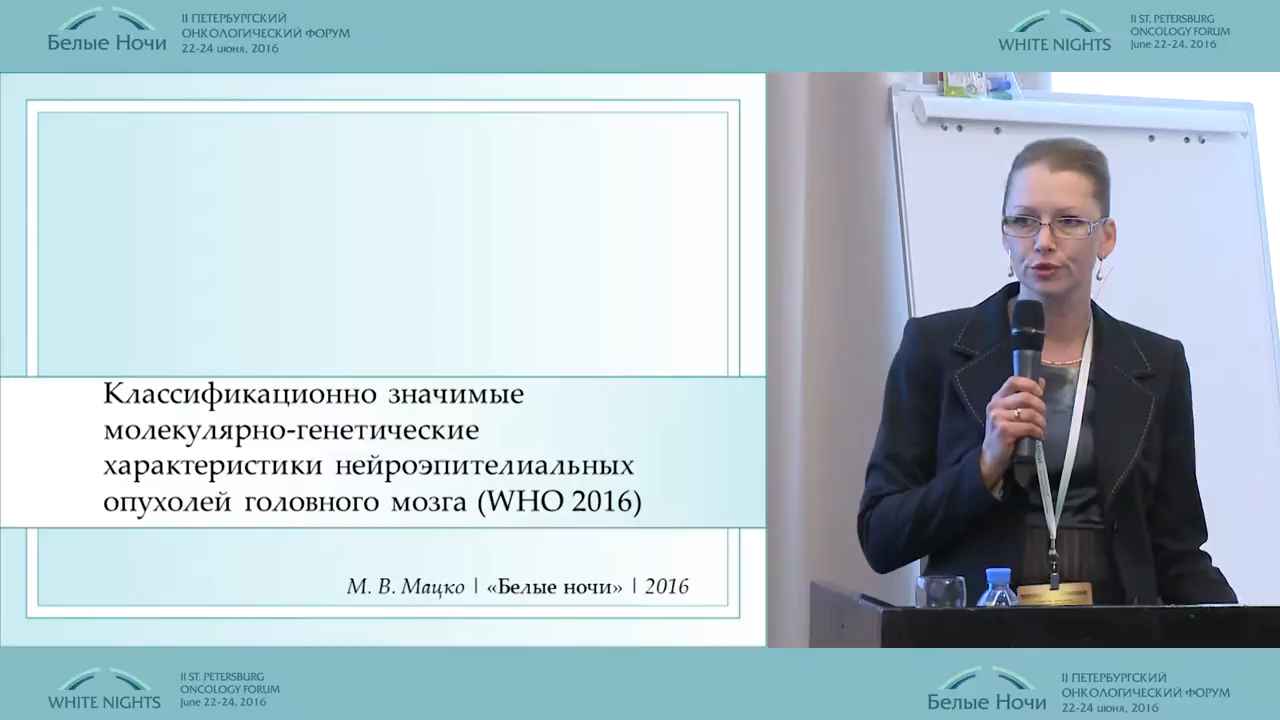 Белые Ночи
II ПЕТЕРБУРГСКИЙ
ОНКОЛОГИЧЕСКИЙ ФОРУМ
22-24 июня, 2016
WHITE NIGHTS
II ST. PETERSBURG
ONCOLOGY FORUM
June 22-24, 2016
Классификационно значимые
молекулярно-генетические
характеристики нейроэпителиальных
опухолей головного мозга (WHO 2016)
М. В. Мацко | «Белые ночи» | 2016
WHITE NIGHTS
II ST. PETERSBURG
ONCOLOGY FORUM
June 22-24, 2016
Белые Ночи
II ПЕТЕРБУРГСКИЙ
ОНКОЛОГИЧЕСКИЙ ФОРУМ
22-24 июня, 2016